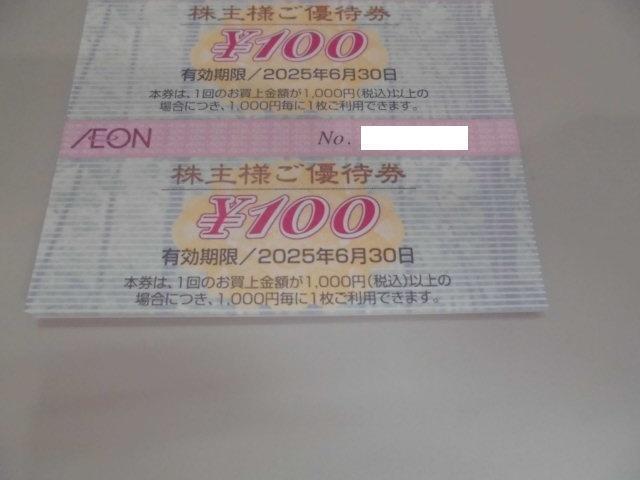 株主様ご優待券
¥100
有効期限/2025年6月30日
本券は、1回のお買上金額が1,000円(税込)以上の
場合につき、1,000円毎に1枚ご利用できます。
ÆON No.
株主様ご優待券
¥100
有効期限/2025年6月30日
本券は、1回のお買上金額が1,000円(税込)以上の
場合につき、1,000円毎に1枚ご利用できます。